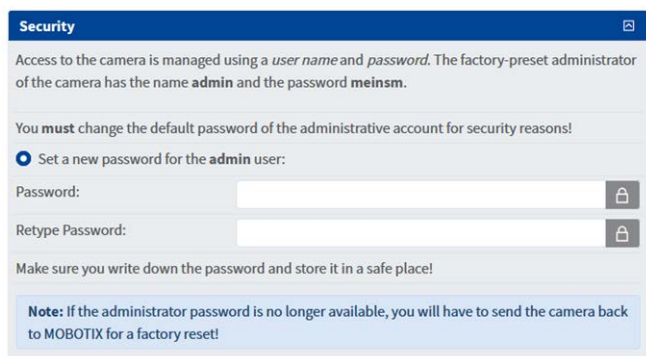 Security
Access to the camera is managed using a user name and password. The factory-preset administrator
of the camera has the name admin and the password meinsm.
You must change the default password of the administrative account for security reasons!
Set a new password for the admin user:
Password:
Retype Password:
Make sure you write down the password and store it in a safe place!
Note: If the administrator password is no longer available, you will have to send the camera back
to MOBOTIX for a factory reset!